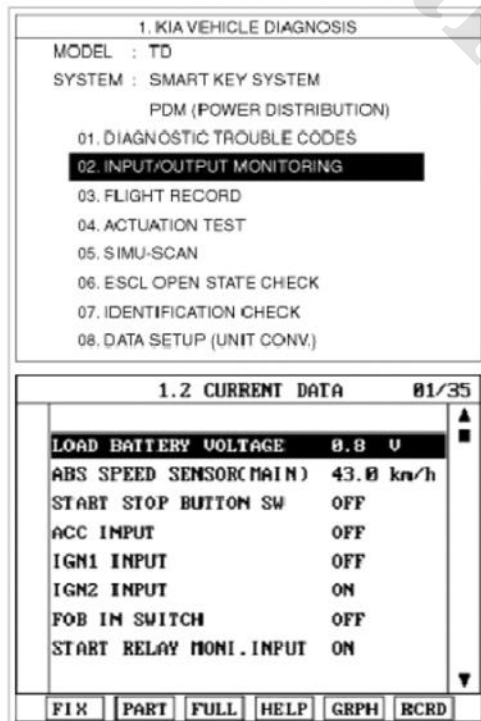 1. KIA VEHICLE DIAGNOSIS
MODEL : TD
SYSTEM : SMART KEY SYSTEM
PDM (POWER DISTRIBUTION)
01. DIAGNOSTIC TROUBLE CODES
02. INPUT/OUTPUT MONITORING
03. FLIGHT RECORD
04. ACTUATION TEST
05. SIMU-SCAN
06. ESCL OPEN STATE CHECK
07. IDENTIFICATION CHECK
08. DATA SETUP (UNIT CONV.)
1.2 CURRENT DATA 01/35
LOAD BATTERY VOLTAGE 0.8 V
ABS SPEED SENSOR(MAIN) 43.0 km/h
START STOP BUTTON SW OFF
ACC INPUT OFF
IGN1 INPUT OFF
IGN2 INPUT ON
FOB IN SWITCH OFF
START RELAY MONI.INPUT ON
FIX PART FULL HELP GRPH RCRD